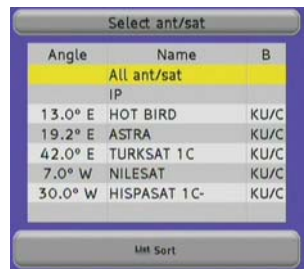 Select ant/sat
Angle Name B
All ant/sat
IP
13.0° E HOT BIRD KU/C
19.2° E ASTRA KU/C
42.0° E TURKSAT 1C KU/C
7.0° W NILESAT KU/C
30.0° W HISPASAT 1C- KU/C
List Sort